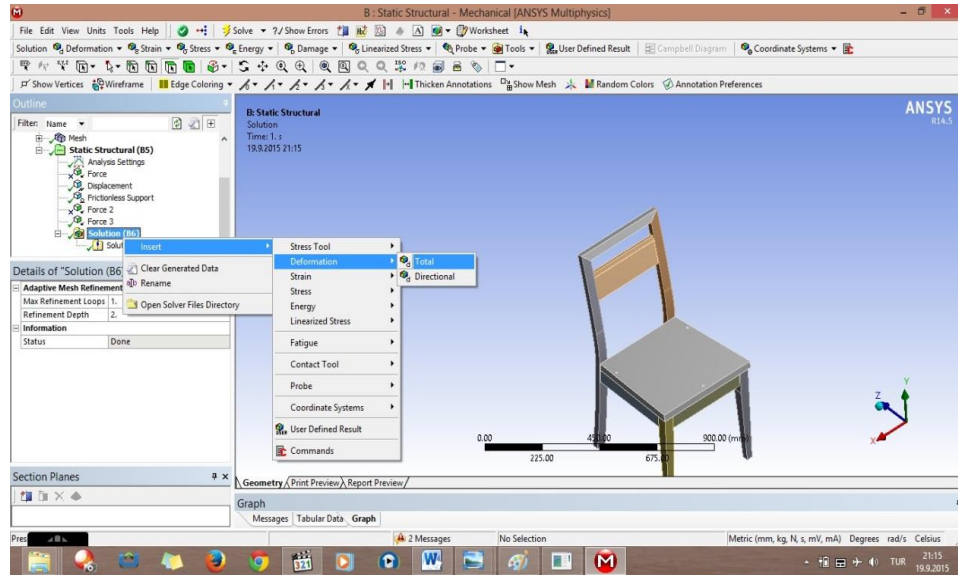 B : Static Structural - Mechanical [ANSYS Multiphysics]
File Edit View Units Tools Help Solve ?/ Show Errors Worksheet
Solution Deformation Strain Stress Energy Damage Linearized Stress Probe Tools User Defined Result Campbell Diagram Coordinate Systems
Show Vertices Wireframe Edge Coloring Thicken Annotations Show Mesh Random Colors Annotation Preferences
Outline
Filter: Name
Mesh
Static Structural (B5)
Analysis Settings
Force
Displacement
Frictionless Support
Force 2
Force 3
Solution (B6)
Solut
Insert
Clear Generated Data
Rename
Open Solver Files Directory
Stress Tool
Deformation
Strain
Stress
Energy
Linearized Stress
Fatigue
Contact Tool
Probe
Coordinate Systems
User Defined Result
Commands
Total
Directional
Details of "Solution (B6
Adaptive Mesh Refinement
Max Refinement Loops 1.
Refinement Depth 2.
Information
Status Done
B: Static Structural
Solution
Time: 1. s
19.9.2015 21:15
ANSYS
R14.5
Y
Z
X
0.00 450.00 900.00 (mm)
225.00 675.00
Section Planes
Geometry Print Preview Report Preview
Graph
Messages Tabular Data Graph
Pres 2 Messages No Selection Metric (mm, kg, N, s, mV, mA) Degrees rad/s Celsius
321
TUR
21:15
19.9.2015